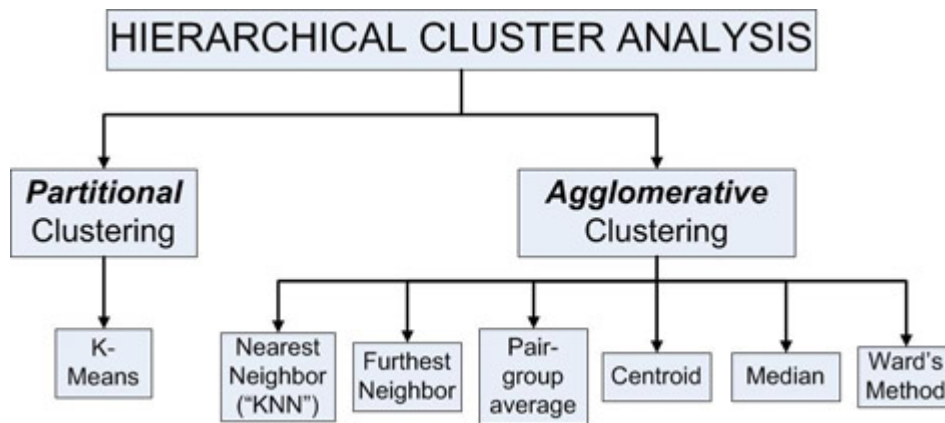 HIERARCHICAL CLUSTER ANALYSIS
Partitional
Clustering
Agglomerative
Clustering
K-
Means
Nearest
Neighbor
("KNN")
Furthest
Neighbor
Pair-
group
average
Centroid
Median
Ward's
Method